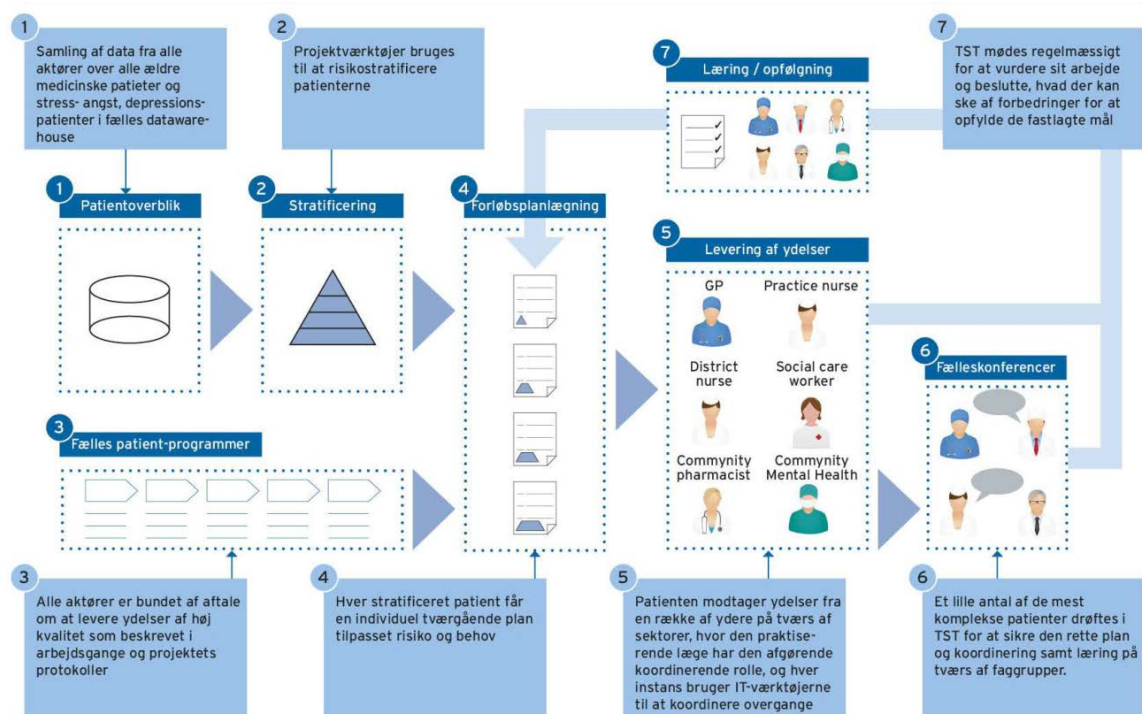 1
Samling af data fra alle
aktører over alle ældre
medicinske patieter og
stress- angst, depressions-
patienter i fælles dataware-
house
2
Projektværktøjer bruges
til at risikostratificere
patienterne
7
Læring / opfølgning
7
TST mødes regelmæssigt
for at vurdere sit arbejde
og beslutte, hvad der kan
ske af forbedringer for at
opfylde de fastlagte mål
1
Patientoverblik
2
Stratificering
4
Forløbsplanlægning
5
Levering af ydelser
GP
Practice nurse
District
nurse
Social care
worker
Commynity
pharmacist
Commynity
Mental Health
6
Fælleskonferencer
3
Fælles patient-programmer
3
Alle aktører er bundet af aftale
om at levere ydelser af høj
kvalitet som beskrevet i
arbejdsgange og projektets
protokoller
4
Hver stratificeret patient får
en individuel tværgående plan
tilpasset risiko og behov
5
Patienten modtager ydelser fra
en række af ydere på tværs af
sektorer, hvor den praktise-
rende læge har den afgørende
koordinerende rolle, og hver
instans bruger IT-værktøjerne
til at koordinere overgange
6
Et lille antal af de mest
komplekse patienter drøftes i
TST for at sikre den rette plan
og koordinering samt læring på
tværs af faggrupper.